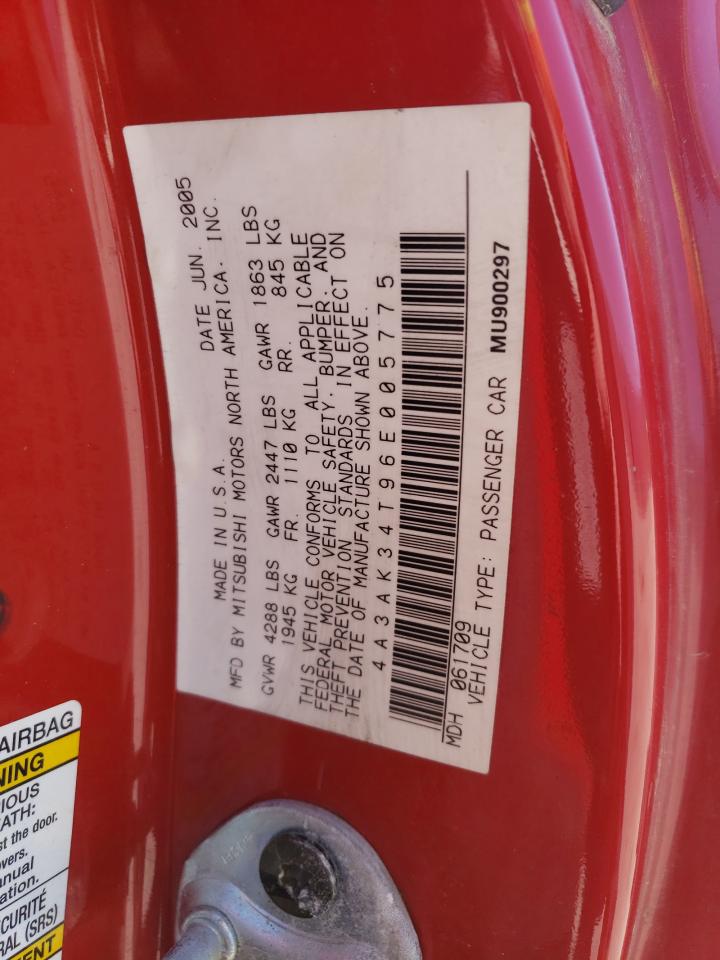 MADE IN U.S.A. DATE JUN. 2005
MFD BY MITSUBISHI MOTORS NORTH AMERICA. INC.
GVWR 4288 LBS GAWR 2447 LBS GAWR 1863 LBS
1945 KG FR. 1110 KG RR. 845 KG
THIS VEHICLE CONFORMS TO ALL APPLICABLE
FEDERAL MOTOR VEHICLE SAFETY. BUMPER. AND
THEFT PREVENTION STANDARDS IN EFFECT ON
THE DATE OF MANUFACTURE SHOWN ABOVE.
4A3AK34T96E005775
MDH 061709
VEHICLE TYPE: PASSENGER CAR MU900297
AIRBAG
NING
IOUS
ATH:
st the door.
overs.
anual
ation.
CURITÉ
RAL (SRS)
ENT